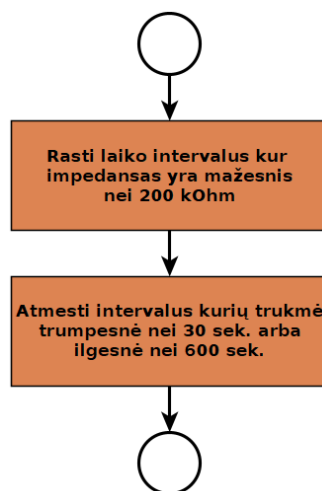 Rasti laiko intervalus kur
impedansas yra mažesnis
nei 200 kOhm
Atmesti intervalus kurių trukmė
trumpesnė nei 30 sek. arba
ilgesnė nei 600 sek.